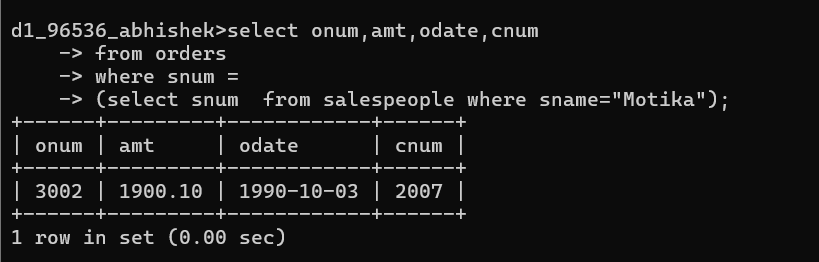 d1_96536_abhishek>select onum,amt,odate,cnum
    -> from orders
    -> where snum =
    -> (select snum  from salespeople where sname="Motika");
+------+---------+------------+------+
| onum | amt     | odate      | cnum |
+------+---------+------------+------+
| 3002 | 1900.10 | 1990-10-03 | 2007 |
+------+---------+------------+------+
1 row in set (0.00 sec)